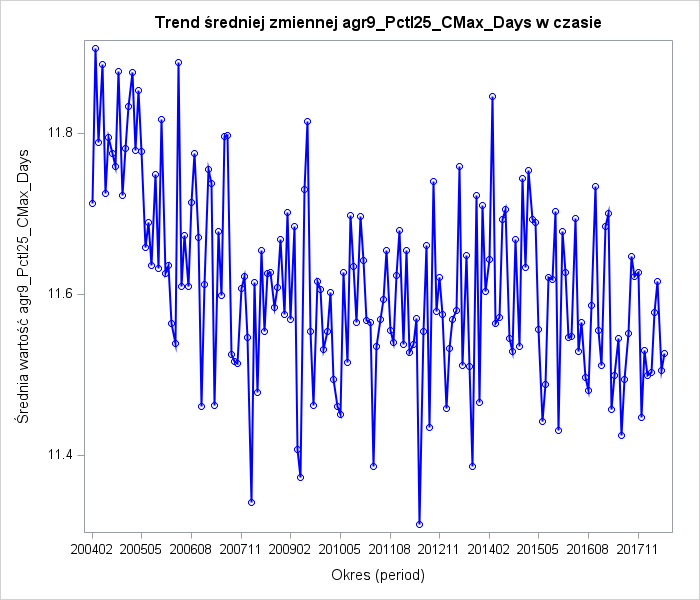 Trend średniej zmiennej agr9_Pctl25_CMax_Days w czasie
Średnia wartość agr9_Pctl25_CMax_Days
11.8
11.6
11.4
200402 200505 200608 200711 200902 201005 201108 201211 201402 201505 201608 201711
Okres (period)